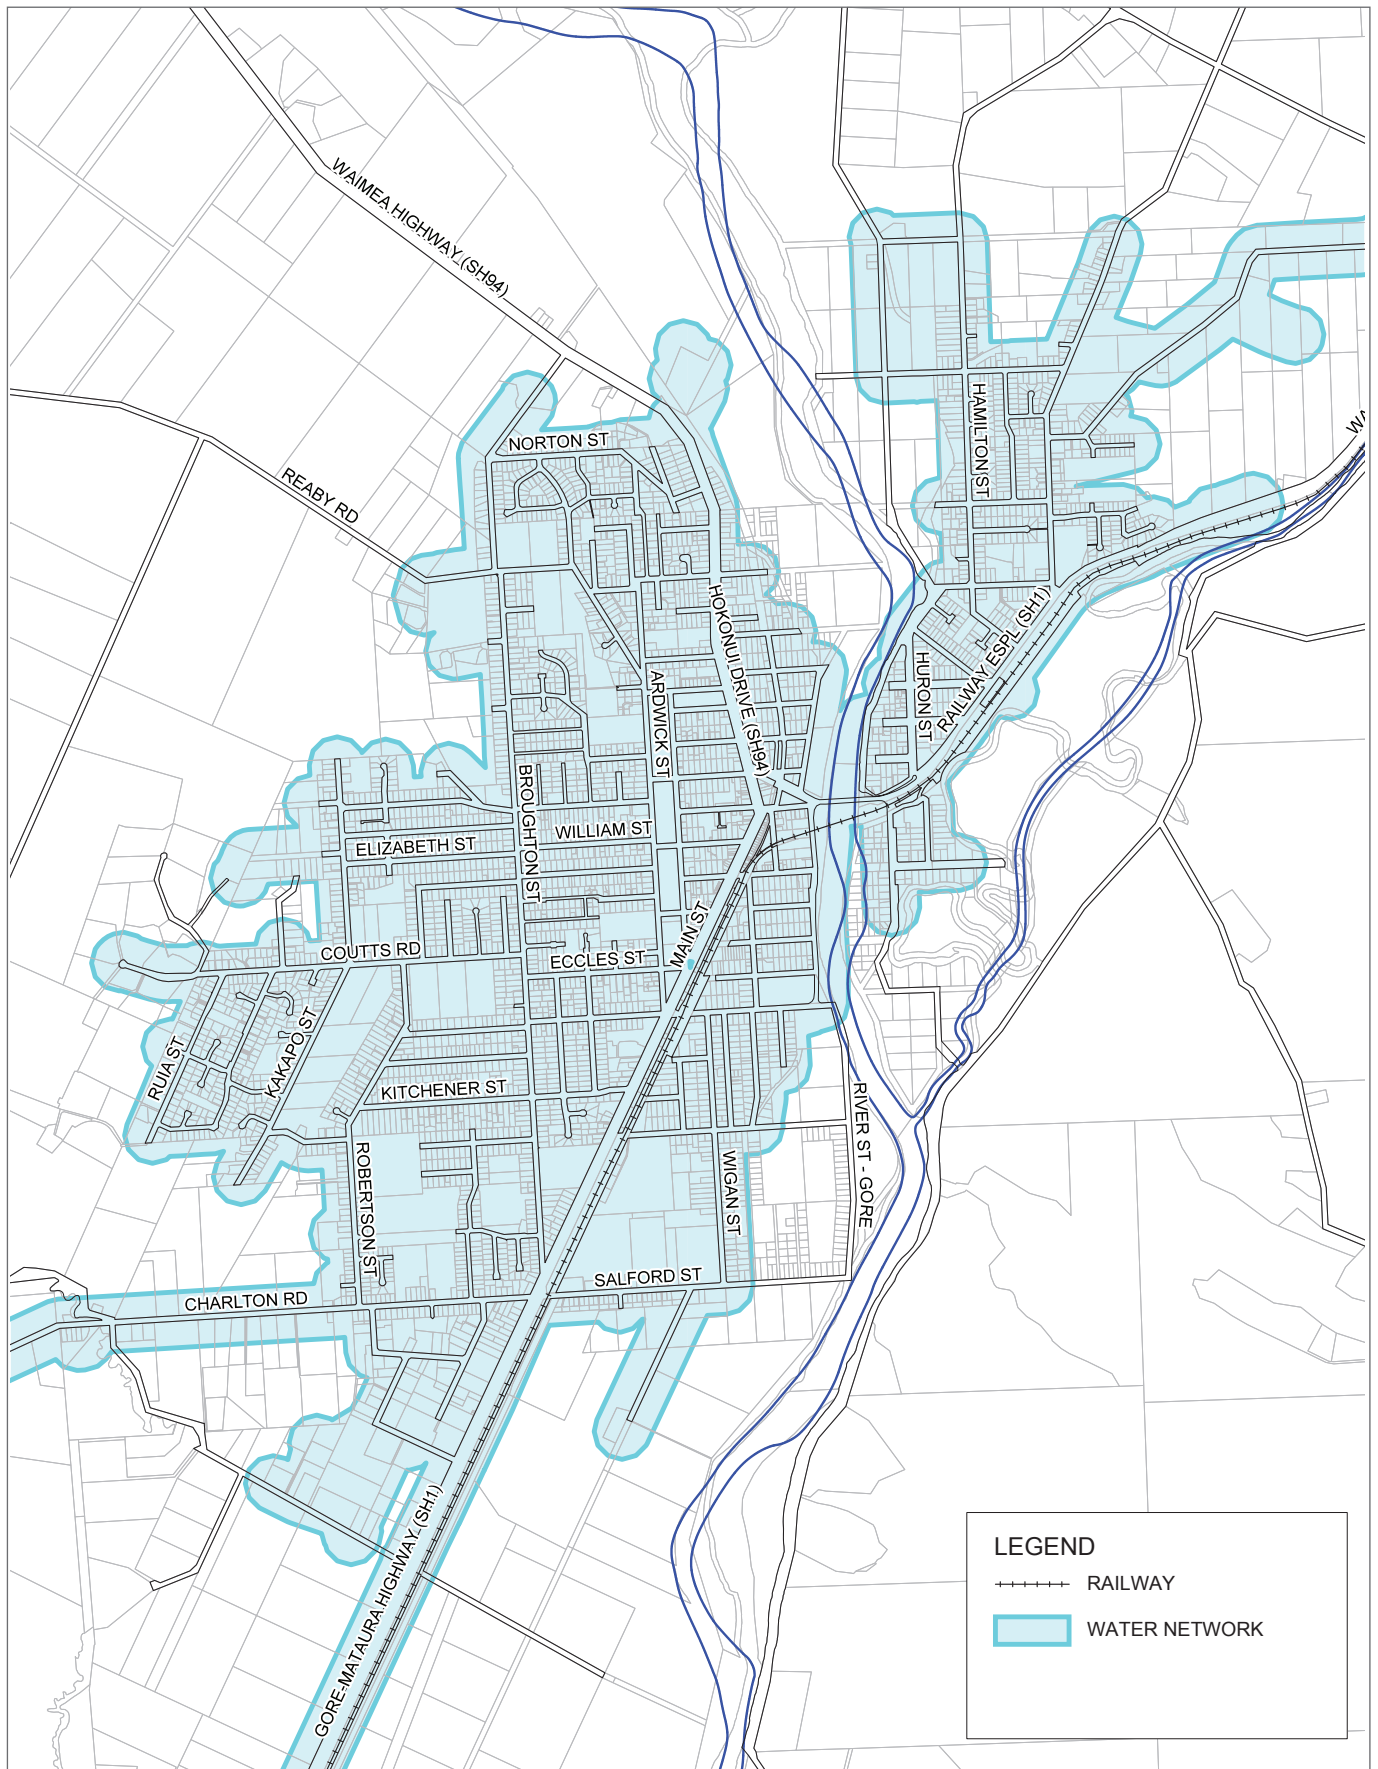 WAIMEA HIGHWAY (SH94)
NORTON ST
HAMILTON ST
WA
REABY RD
HOKONUI DRIVE (SH94)
RAILWAY ESPL (SH1)
HURON ST
ARDWICK ST
BROUGHTON ST
WILLIAM ST
ELIZABETH ST
MAIN ST
COUTTS RD
ECCLES ST
RUIA ST
KAKAPO ST
KITCHENER ST
RIVER ST - GORE
ROBERTSON ST
WIGAN ST
SALFORD ST
CHARLTON RD
GORE-MATAURA HIGHWAY (SH1)
LEGEND
RAILWAY
WATER NETWORK